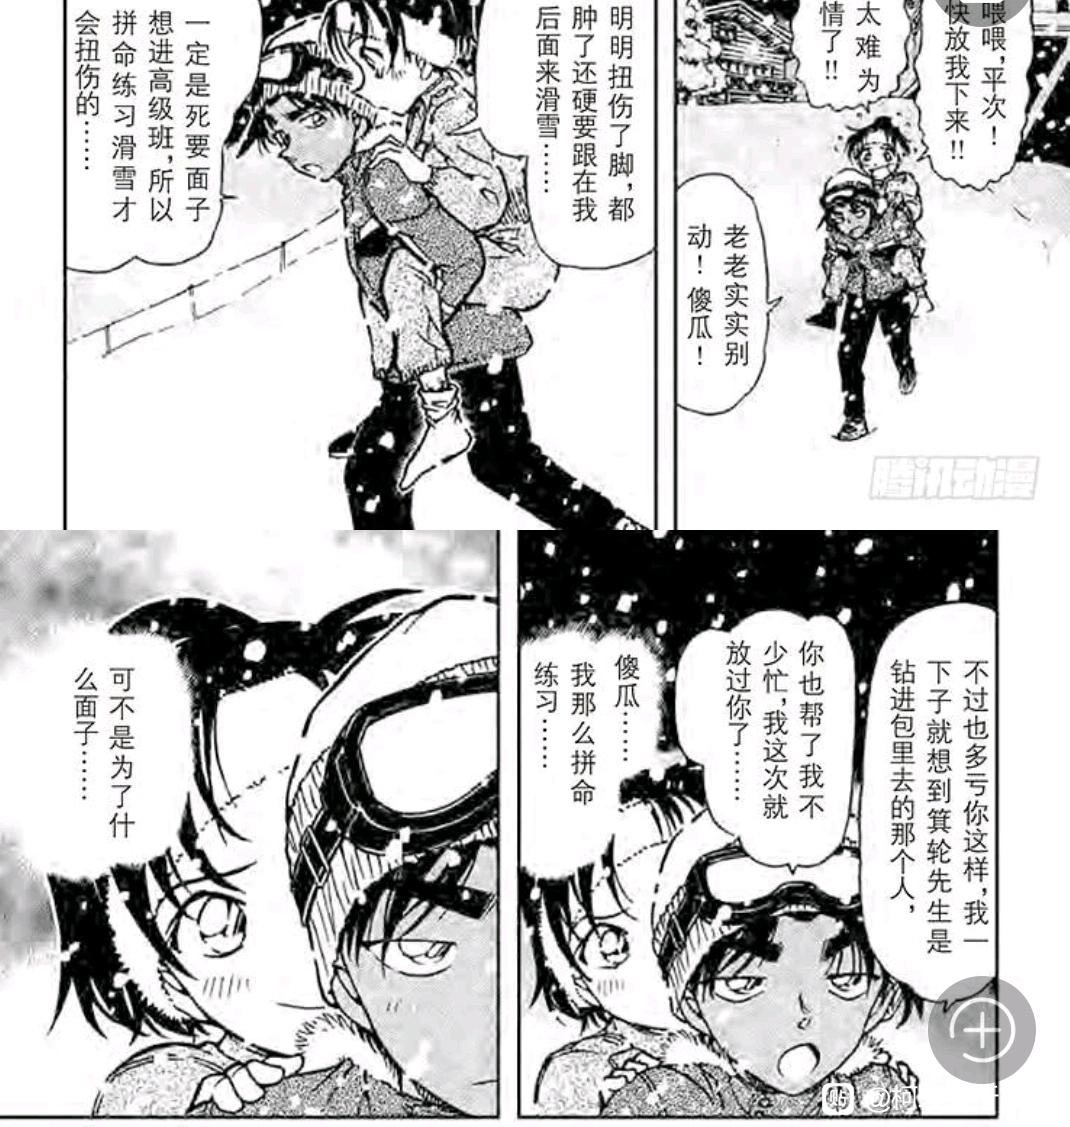 喂喂，平次！
快放我下来！！
太难为
情了！！
老老实实别
动！傻瓜！
明明扭伤了脚，都
肿了还硬要跟在我
后面来滑雪……
一定是死要面子
想进高级班，所以
拼命练习滑雪才
会扭伤的……
腾讯动漫
不过也多亏你这样，我一
下子就想到箕轮先生是
钻进包里去的那个人，
你也帮了我不
少忙，我这次就
放过你了……
傻瓜……
我那么拼命
练习……
可不是为了什
么面子……
贴 @柯